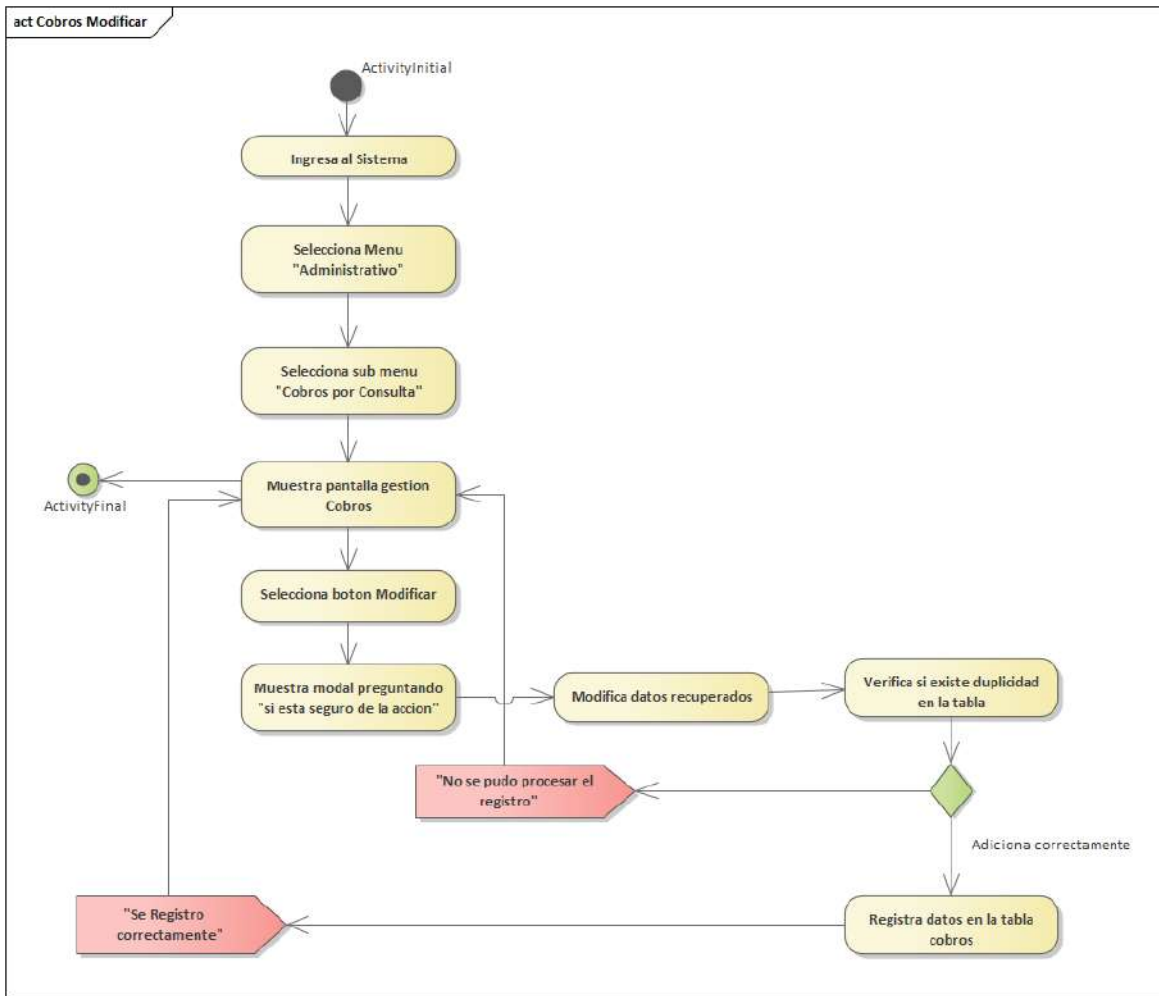 act Cobros Modificar
ActivityInitial
Ingresa al Sistema
Selecciona Menu
"Administrativo"
Selecciona sub menu
"Cobros por Consulta"
Muestra pantalla gestion
Cobros
ActivityFinal
Selecciona boton Modificar
Muestra modal preguntando
"si esta seguro de la accion"
Modifica datos recuperados
Verifica si existe duplicidad
en la tabla
"No se pudo procesar el
registro"
Adiciona correctamente
"Se Registro
correctamente"
Registra datos en la tabla
cobros